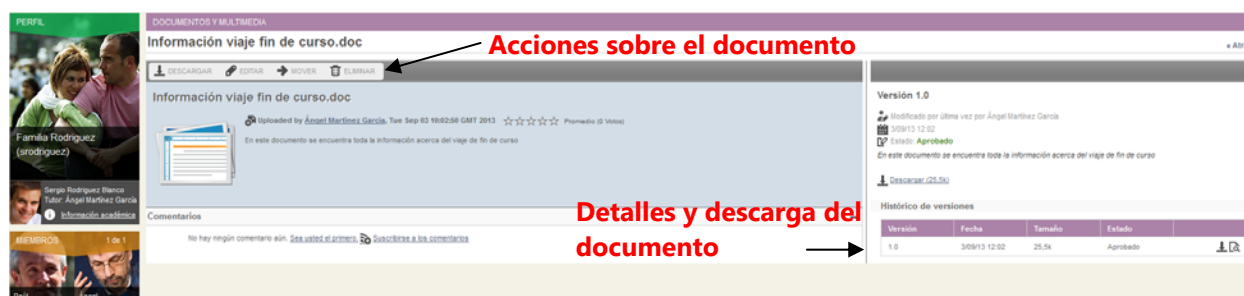 PERFIL
Familia Rodriguez
(srodriguez)
Sergio Rodriguez Blanco
Tutor: Ángel Martínez García
Información académica
MIEMBROS 1 de 1
Raúl Ángel
DOCUMENTOS Y MULTIMEDIA
Información viaje fin de curso.doc
Acciones sobre el documento
« Atr
DESCARGAR EDITAR MOVER ELIMINAR
Información viaje fin de curso.doc
Uploaded by Ángel Martínez García, Tue Sep 03 10:02:50 GMT 2013 Promedio (0 Votos)
En este documento se encuentra toda la información acerca del viaje de fin de curso
Comentarios
No hay ningún comentario aún. Sea usted el primero. Suscribirse a los comentarios
Versión 1.0
Modificado por última vez por Ángel Martínez García
3/09/13 12:02
Estado: Aprobado
En este documento se encuentra toda la información acerca del viaje de fin de curso
Descargar (25,5k)
Detalles y descarga del
documento
Histórico de versiones
Versión Fecha Tamaño Estado
1.0 3/09/13 12:02 25,5k Aprobado